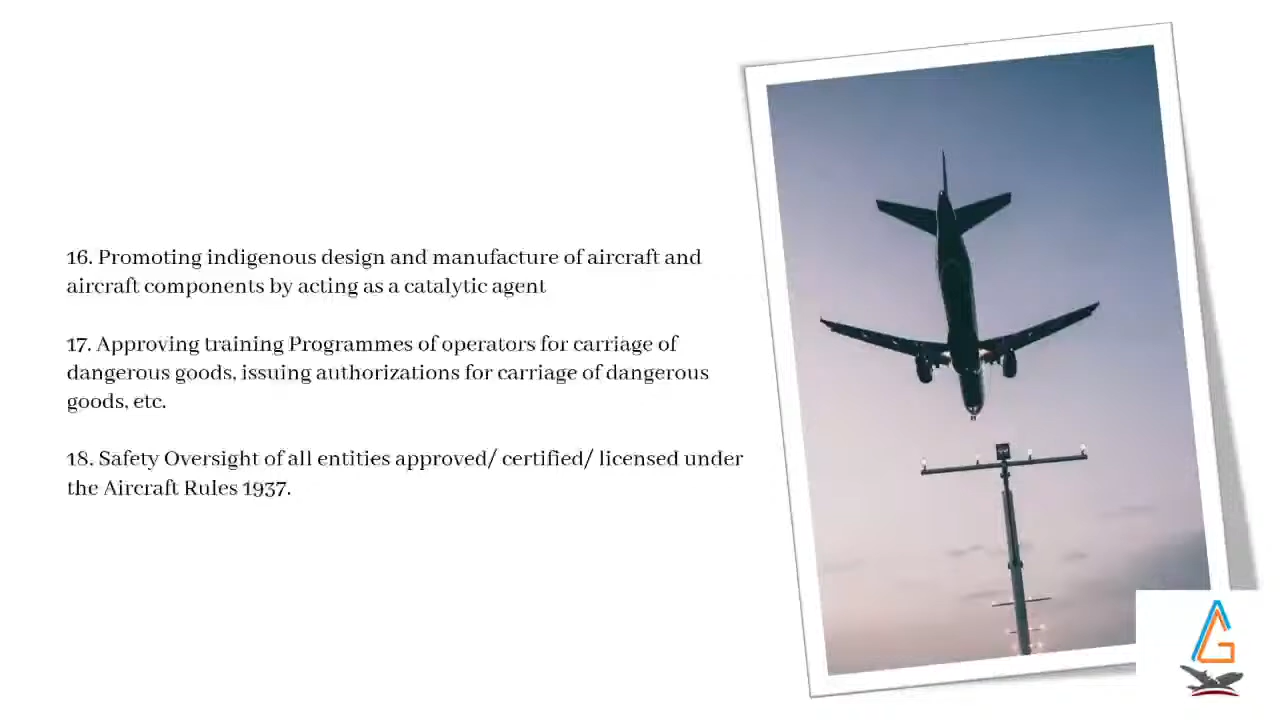 16. Promoting indigenous design and manufacture of aircraft and
aircraft components by acting as a catalytic agent
17. Approving training Programmes of operators for carriage of
dangerous goods, issuing authorizations for carriage of dangerous
goods, etc.
18. Safety Oversight of all entities approved/ certified/ licensed under
the Aircraft Rules 1937.